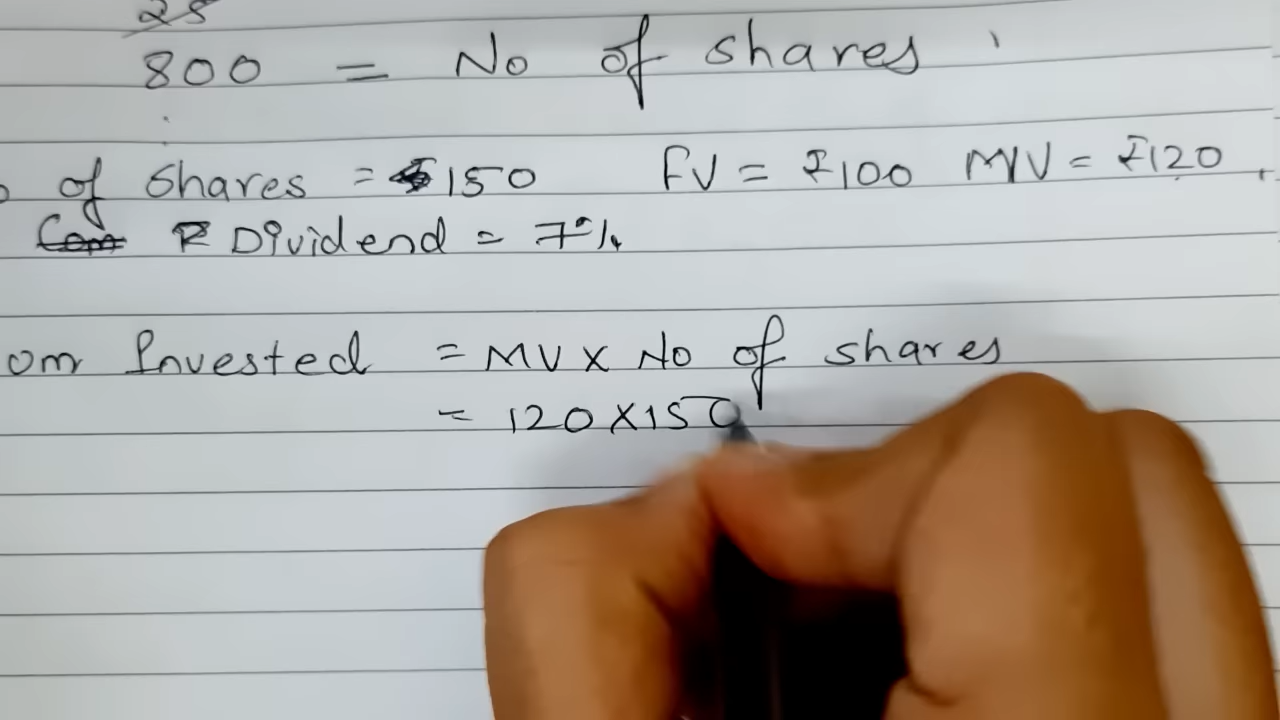 25
800 = No of shares
of shares = 150 FV = ₹100 MV = ₹120
Dividend = 7%
om Invested = MV X No of shares
= 120 X 150